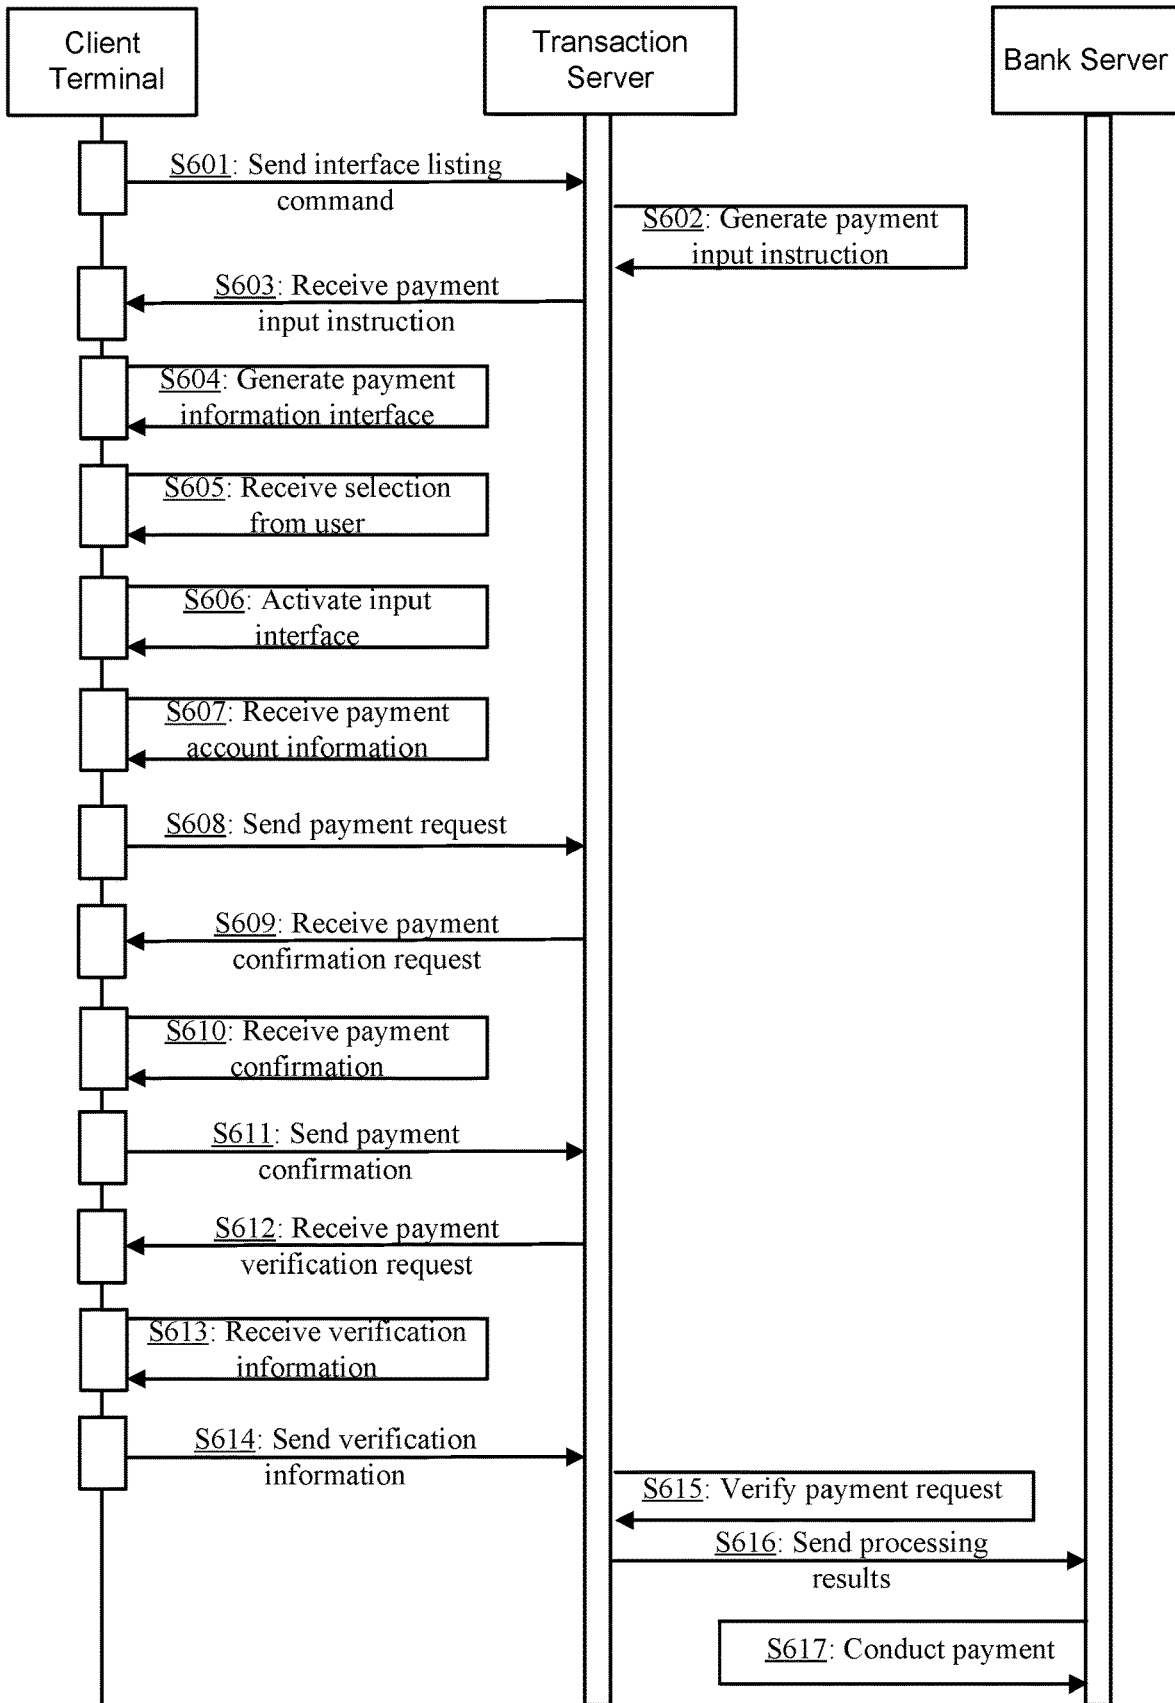 Client
Terminal
Transaction
Server
Bank Server
S601: Send interface listing
command
S602: Generate payment
input instruction
S603: Receive payment
input instruction
S604: Generate payment
information interface
S605: Receive selection
from user
S606: Activate input
interface
S607: Receive payment
account information
S608: Send payment request
S609: Receive payment
confirmation request
S610: Receive payment
confirmation
S611: Send payment
confirmation
S612: Receive payment
verification request
S613: Receive verification
information
S614: Send verification
information
S615: Verify payment request
S616: Send processing
results
S617: Conduct payment